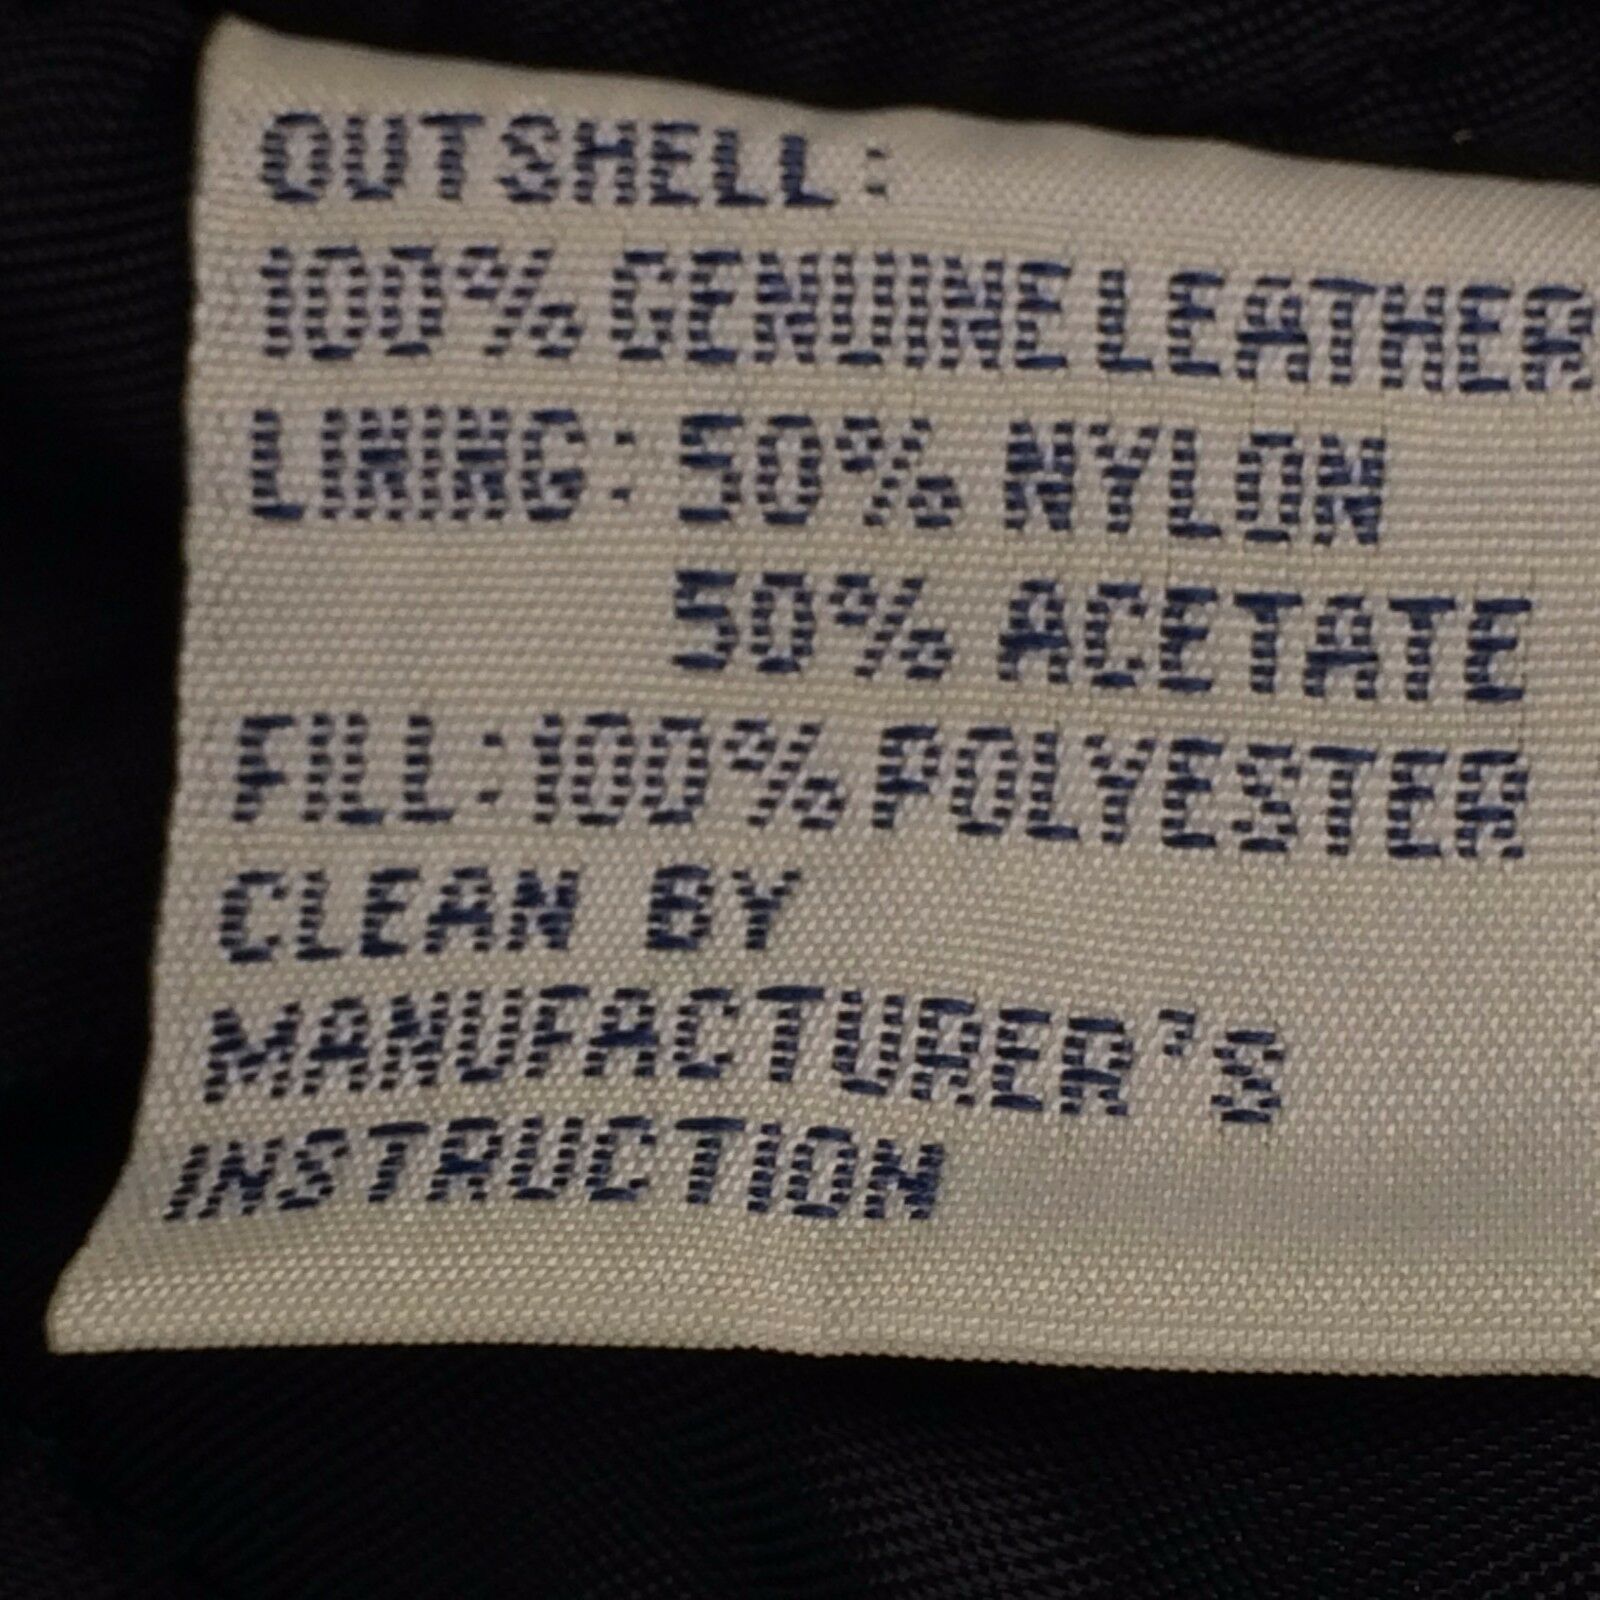 OUTSHELL:
100% GENUINE LEATHER
LINING: 50% NYLON
50% ACETATE
FILL: 100% POLYESTER
CLEAN BY
MANUFACTURER'S
INSTRUCTION